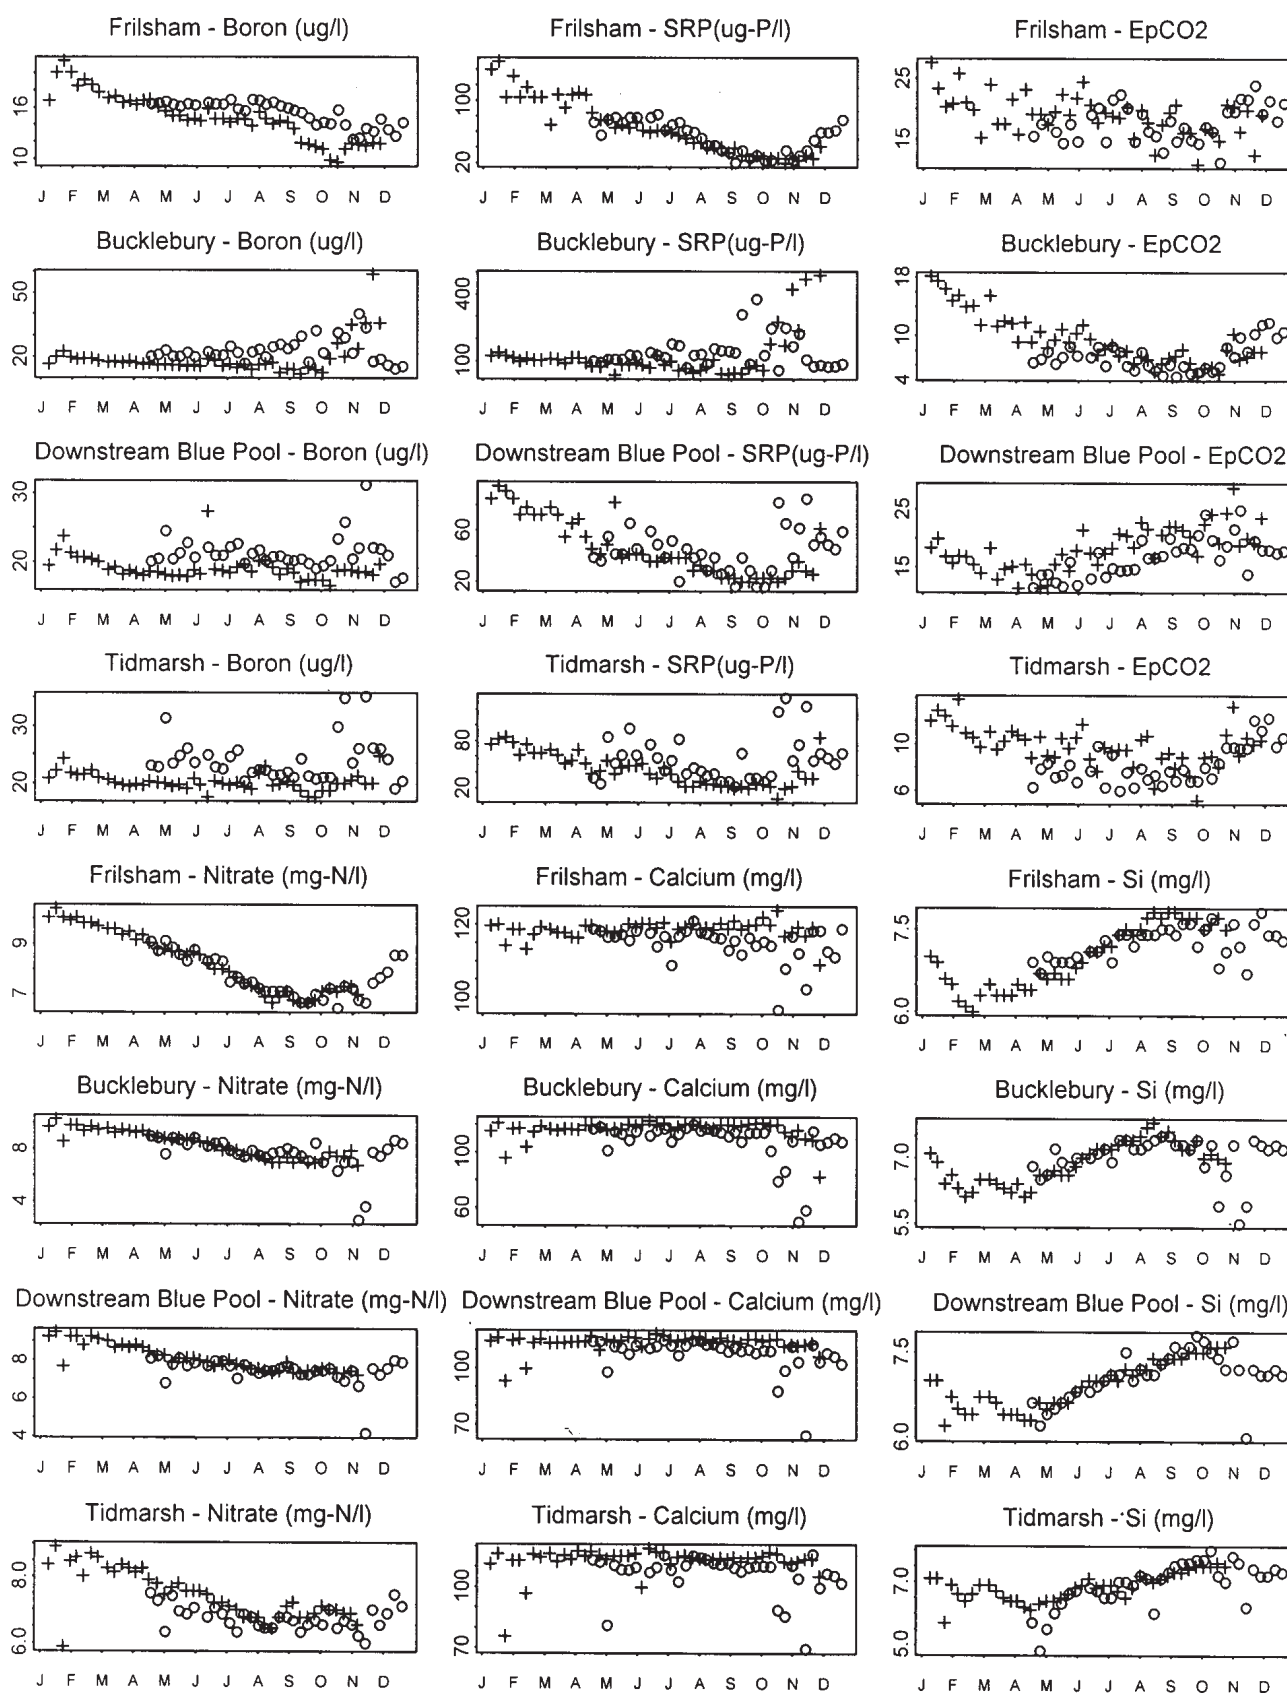 Frilsham - Boron (ug/l)
16
10
J F M A M J J A S O N D
Frilsham - SRP(ug-P/l)
100
20
J F M A M J J A S O N D
Frilsham - EpCO2
25
15
J F M A M J J A S O N D
Bucklebury - Boron (ug/l)
50
20
J F M A M J J A S O N D
Bucklebury - SRP(ug-P/l)
400
100
J F M A M J J A S O N D
Bucklebury - EpCO2
18
10
4
J F M A M J J A S O N D
Downstream Blue Pool - Boron (ug/l)
30
20
J F M A M J J A S O N D
Downstream Blue Pool - SRP(ug-P/l)
60
20
J F M A M J J A S O N D
Downstream Blue Pool - EpCO2
25
15
J F M A M J J A S O N D
Tidmarsh - Boron (ug/l)
30
20
J F M A M J J A S O N D
Tidmarsh - SRP(ug-P/l)
80
20
J F M A M J J A S O N D
Tidmarsh - EpCO2
10
6
J F M A M J J A S O N D
Frilsham - Nitrate (mg-N/l)
9
7
J F M A M J J A S O N D
Frilsham - Calcium (mg/l)
120
100
J F M A M J J A S O N D
Frilsham - Si (mg/l)
7.5
6.0
J F M A M J J A S O N D
Bucklebury - Nitrate (mg-N/l)
8
4
J F M A M J J A S O N D
Bucklebury - Calcium (mg/l)
100
60
J F M A M J J A S O N D
Bucklebury - Si (mg/l)
7.0
5.5
J F M A M J J A S O N D
Downstream Blue Pool - Nitrate (mg-N/l)
8
6
4
J F M A M J J A S O N D
Downstream Blue Pool - Calcium (mg/l)
100
70
J F M A M J J A S O N D
Downstream Blue Pool - Si (mg/l)
7.5
6.0
J F M A M J J A S O N D
Tidmarsh - Nitrate (mg-N/l)
8.0
6.0
J F M A M J J A S O N D
Tidmarsh - Calcium (mg/l)
100
70
J F M A M J J A S O N D
Tidmarsh - Si (mg/l)
7.0
5.0
J F M A M J J A S O N D